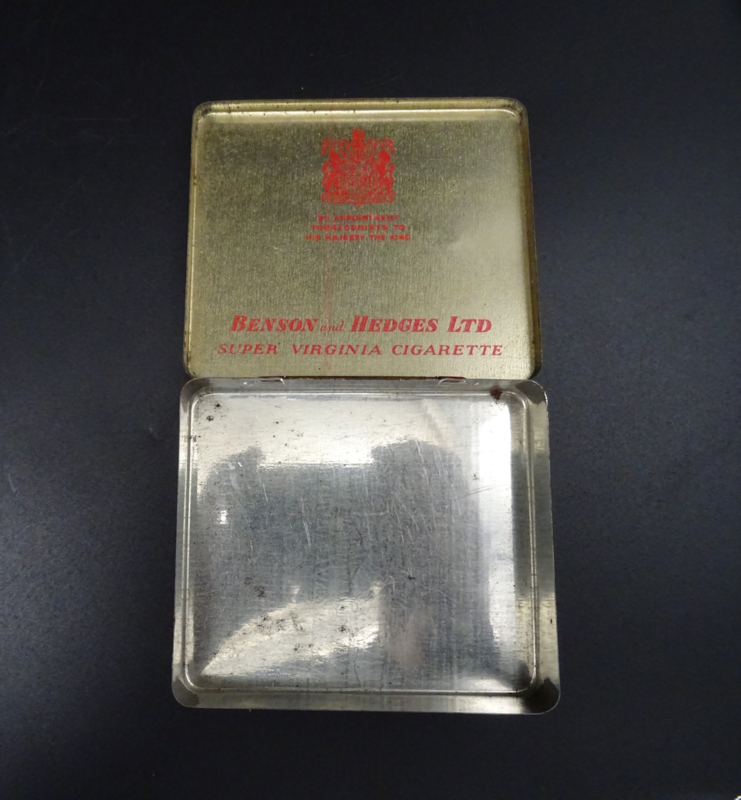 BY APPOINTMENT
TOBACCONISTS TO
HIS MAJESTY THE KING
BENSON and HEDGES LTD
SUPER VIRGINIA CIGARETTE